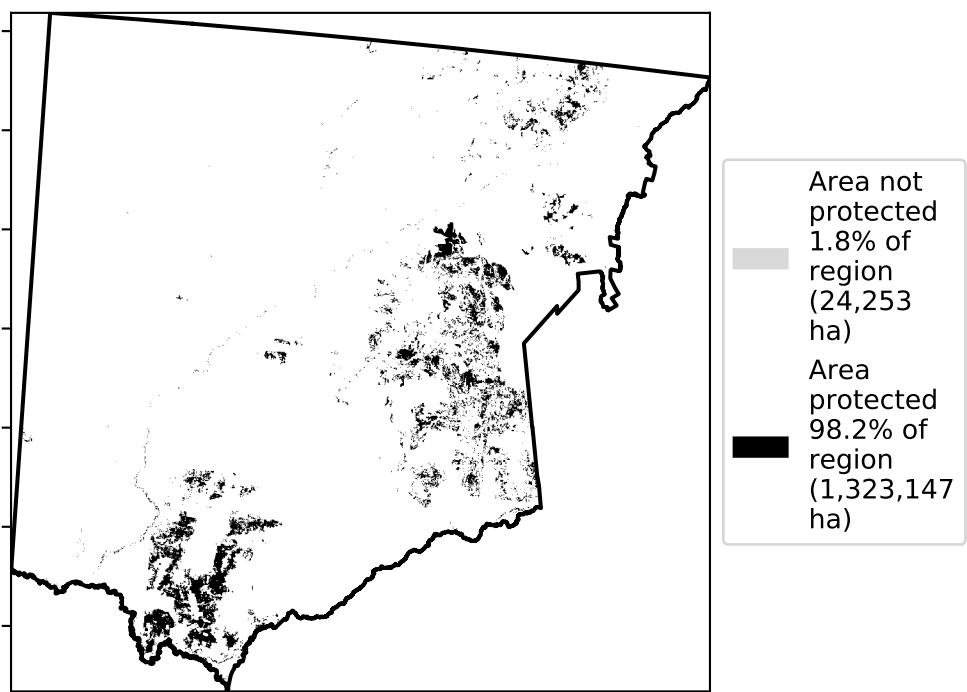 Area not
protected
1.8% of
region
(24,253
ha)
Area
protected
98.2% of
region
(1,323,147
ha)